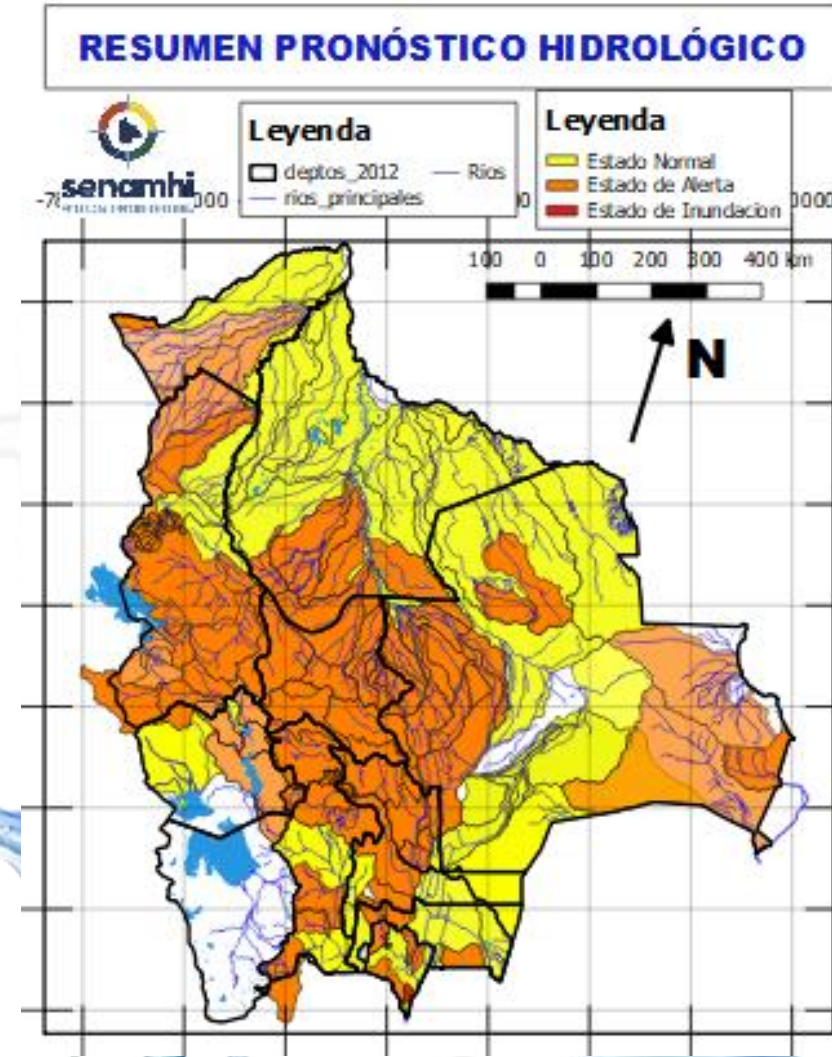 RESUMEN PRONÓSTICO HIDROLÓGICO
senamhi
Leyenda
deptos_2012
Rios
rios_principales
Leyenda
Estado Normal
Estado de Alerta
Estado de Inundacion
100 0 100 200 300 400 km
N